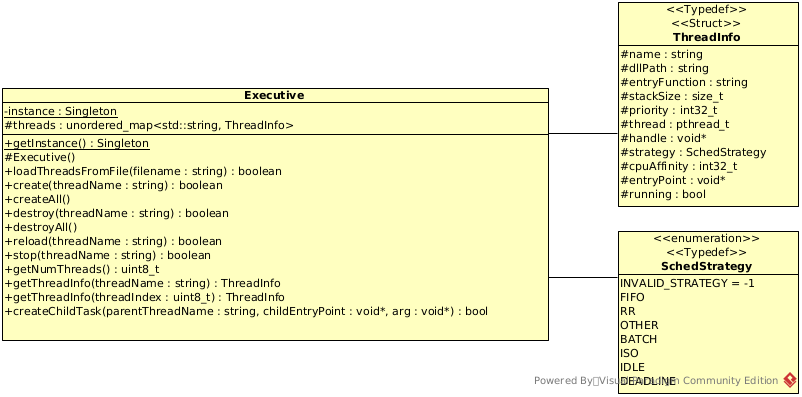 <<Typedef>>
<<Struct>>
ThreadInfo
#name : string
#dllPath : string
#entryFunction : string
#stackSize : size_t
#priority : int32_t
#thread : pthread_t
#handle : void*
#strategy : SchedStrategy
#cpuAffinity : int32_t
#entryPoint : void*
#running : bool
Executive
-instance : Singleton
#threads : unordered_map<std::string, ThreadInfo>
+getInstance() : Singleton
#Executive()
+loadThreadsFromFile(filename : string) : boolean
+create(threadName : string) : boolean
+createAll()
+destroy(threadName : string) : boolean
+destroyAll()
+reload(threadName : string) : boolean
+stop(threadName : string) : boolean
+getNumThreads() : uint8_t
+getThreadInfo(threadName : string) : ThreadInfo
+getThreadInfo(threadIndex : uint8_t) : ThreadInfo
+createChildTask(parentThreadName : string, childEntryPoint : void*, arg : void*) : bool
<<enumeration>>
<<Typedef>>
SchedStrategy
INVALID_STRATEGY = -1
FIFO
RR
OTHER
BATCH
ISO
IDLE
DEADLINE
Powered By Visual Paradigm Community Edition